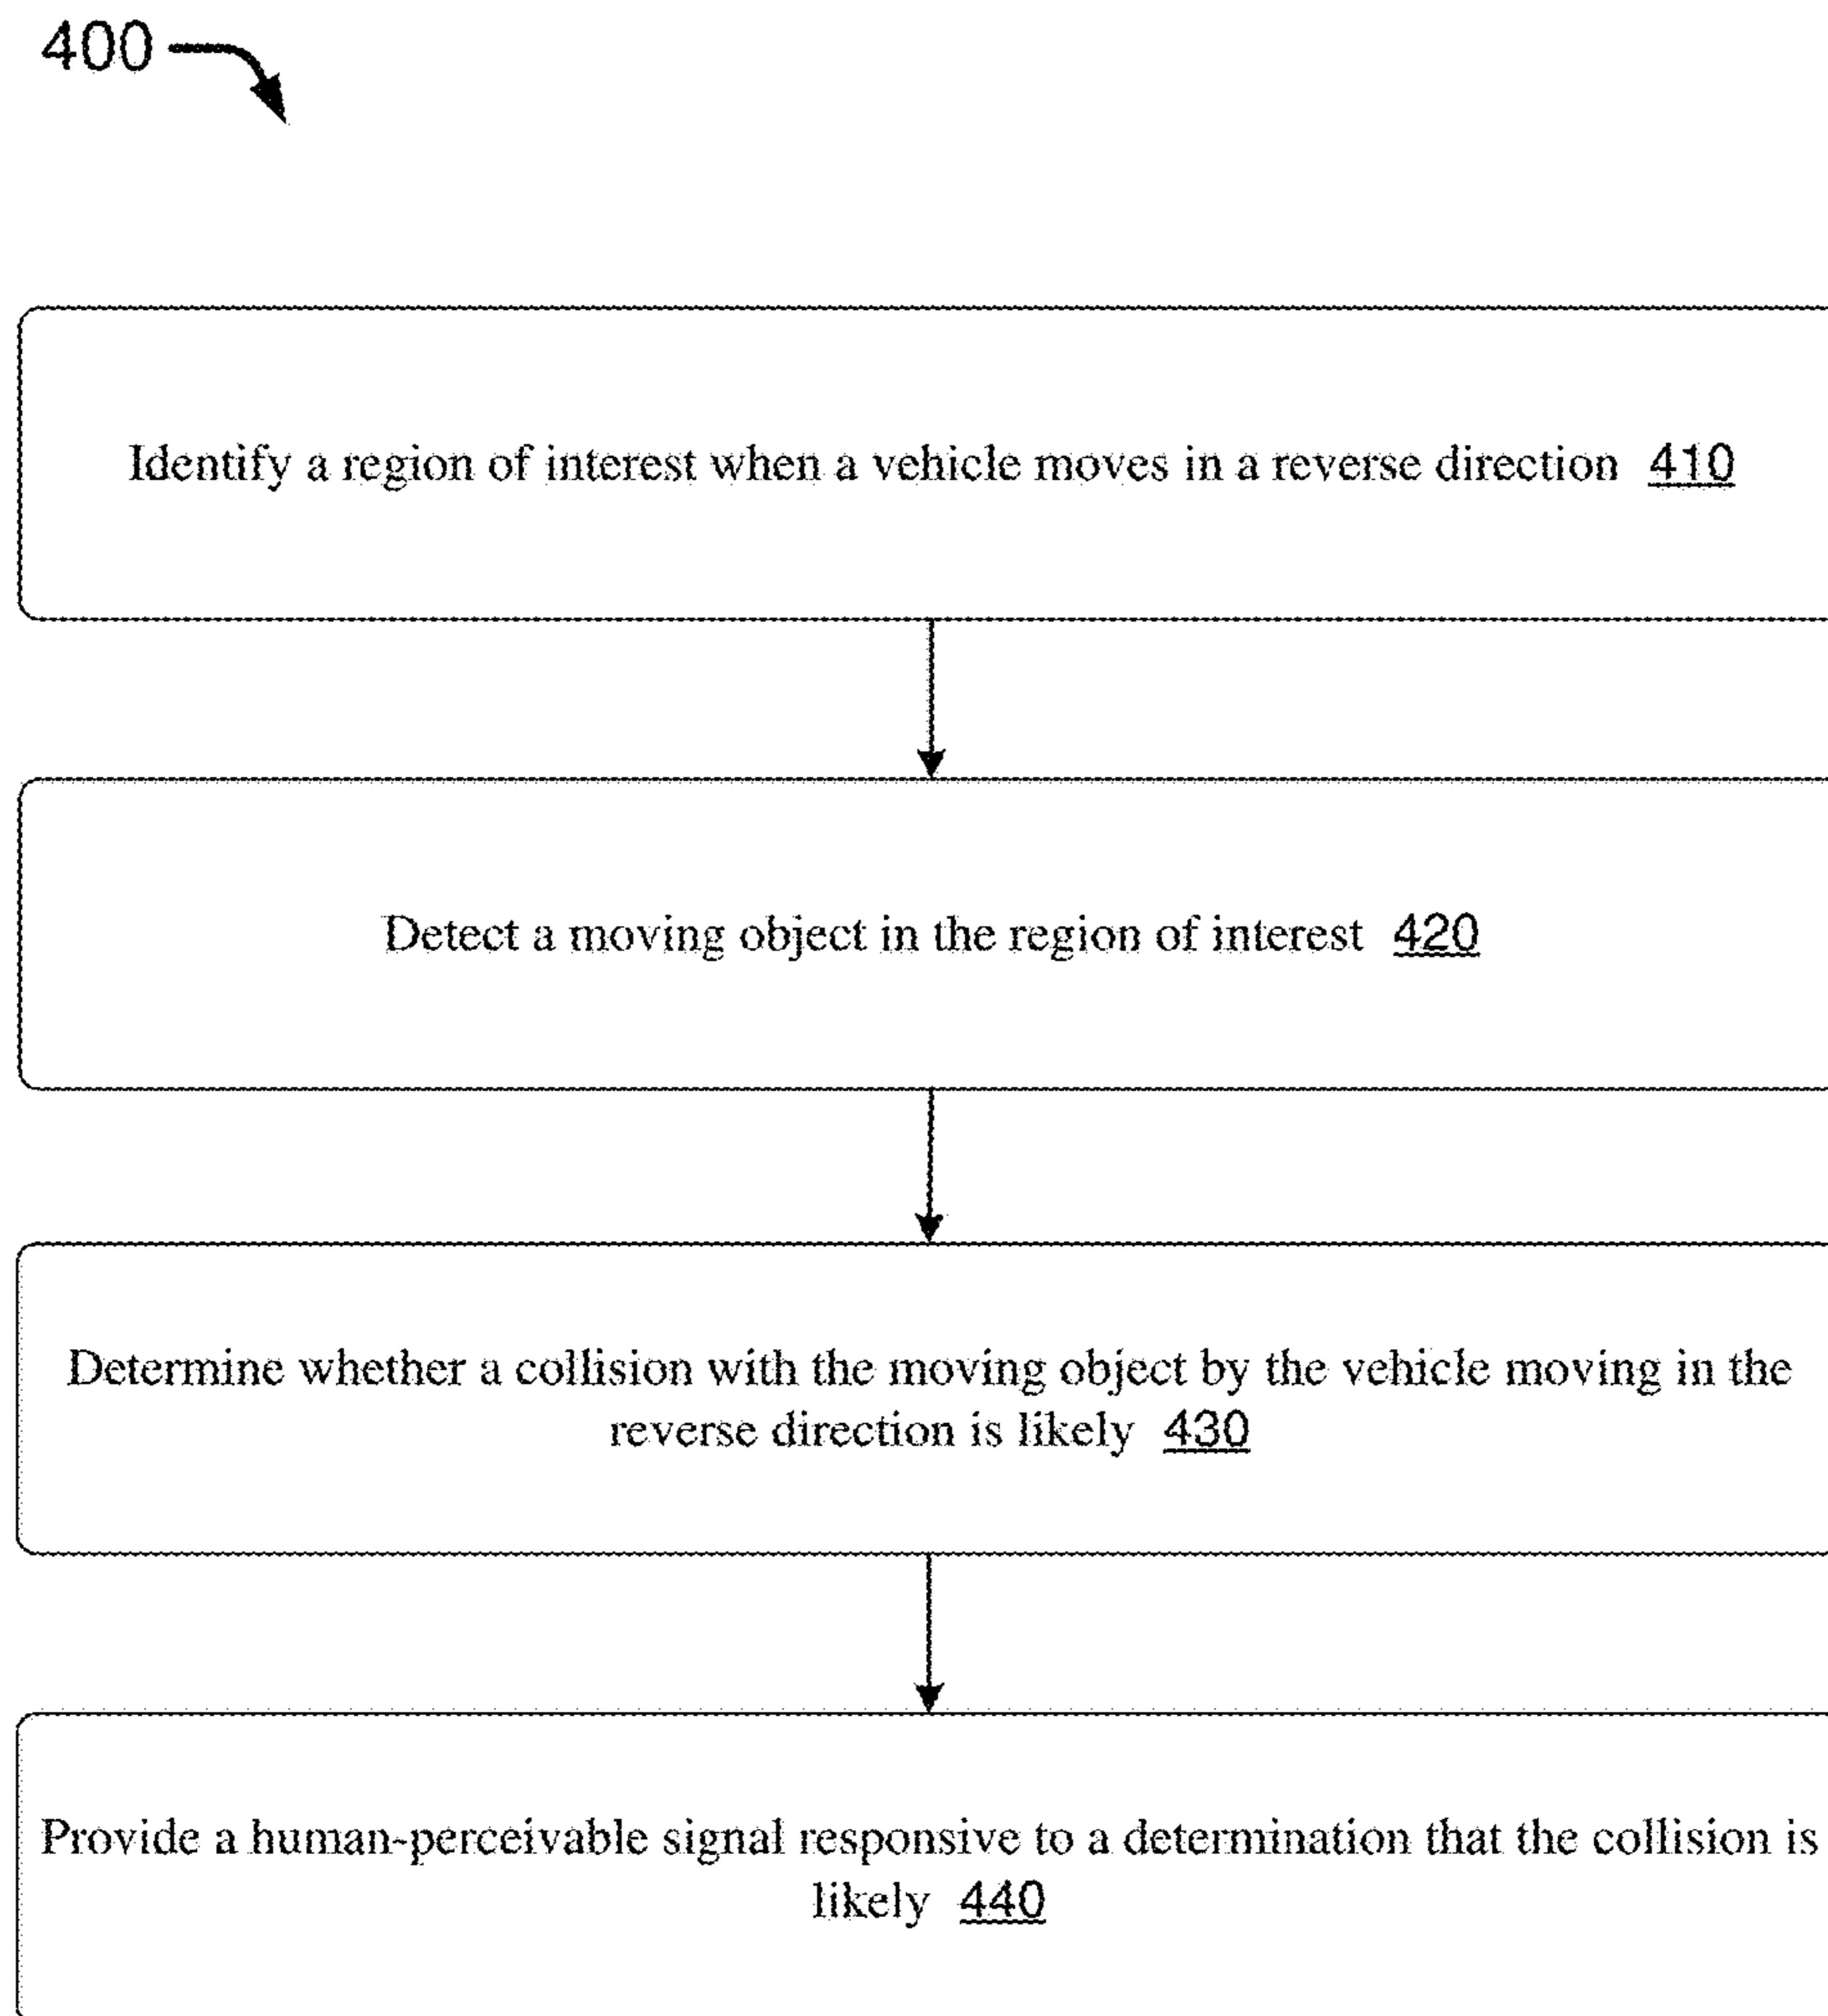 400
Identify a region of interest when a vehicle moves in a reverse direction 410
Detect a moving object in the region of interest 420
Determine whether a collision with the moving object by the vehicle moving in the
reverse direction is likely 430
Provide a human-perceivable signal responsive to a determination that the collision is
likely 440